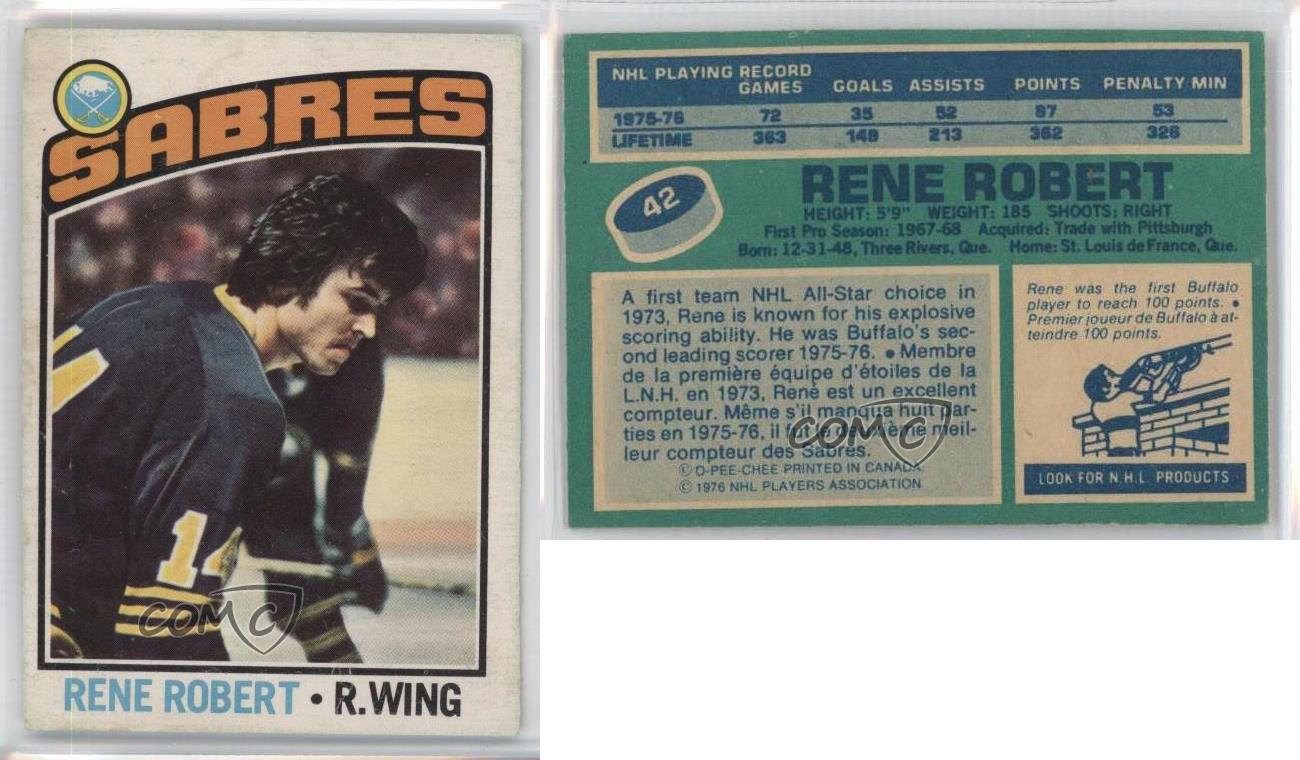 SABRES
14
COMC
RENE ROBERT • R.WING
NHL PLAYING RECORD
GAMES GOALS ASSISTS POINTS PENALTY MIN
1975-76 72 35 52 87 53
LIFETIME 363 149 213 362 326
42
RENE ROBERT
HEIGHT: 5'9" WEIGHT: 185 SHOOTS: RIGHT
First Pro Season: 1967-68 Acquired: Trade with Pittsburgh
Born: 12-31-48, Three Rivers, Que. Home: St. Louis de France, Que.
A first team NHL All-Star choice in
1973, Rene is known for his explosive
scoring ability. He was Buffalo's sec-
ond leading scorer 1975-76. • Membre
de la première équipe d'étoiles de la
L.N.H. en 1973, René est un excellent
compteur. Même s'il manqua huit par-
ties en 1975-76, il fut le deuxième meil-
leur compteur des Sabres.
© O-PEE-CHEE PRINTED IN CANADA
© 1976 NHL PLAYERS ASSOCIATION
COMC
Rene was the first Buffalo
player to reach 100 points. •
Premier joueur de Buffalo à at-
teindre 100 points.
LOOK FOR N.H.L. PRODUCTS